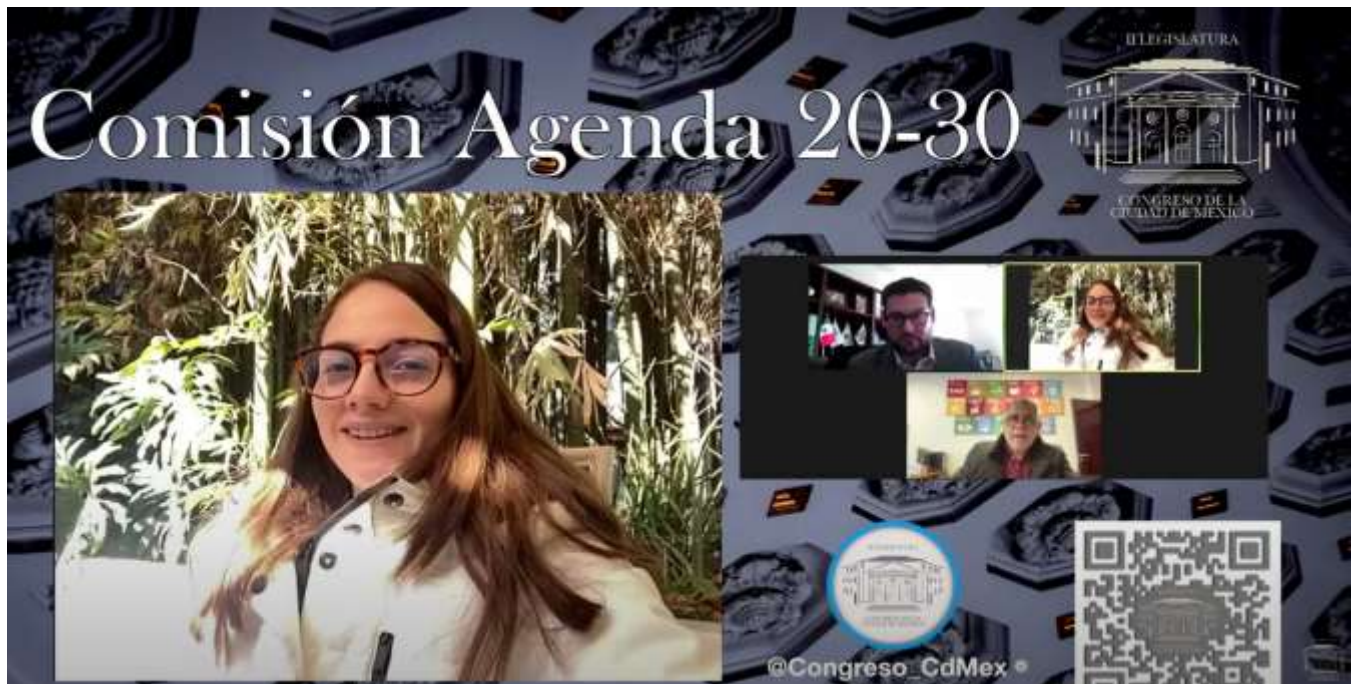 Comisión Agenda 20-30
II LEGISLATURA
CONGRESO DE LA
CIUDAD DE MÉXICO
@Congreso_CdMex